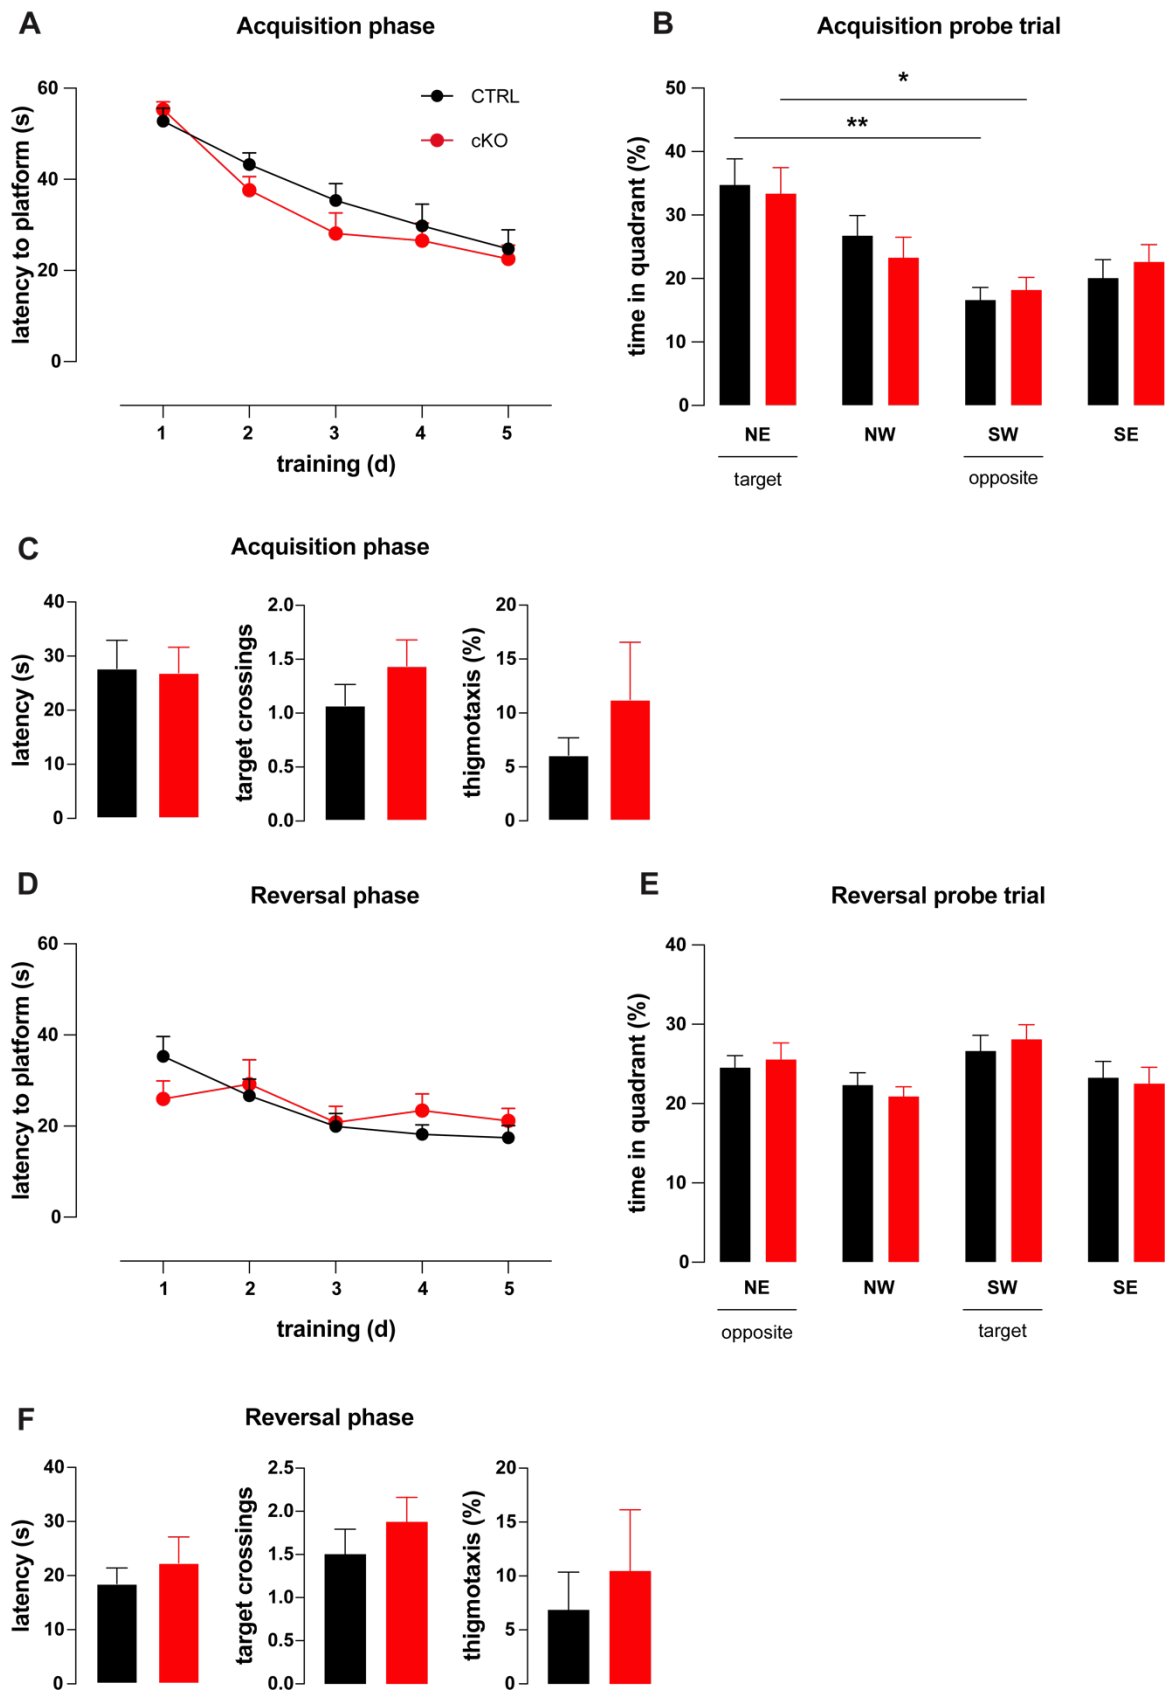 A
Acquisition phase
latency to platform (s)
60
40
20
0
CTRL
cKO
1 2 3 4 5
training (d)
B
Acquisition probe trial
time in quadrant (%)
50
40
30
20
10
0
*
**
NE NW SW SE
target opposite
C
Acquisition phase
latency (s)
40
30
20
10
0
target crossings
2.0
1.5
1.0
0.5
0.0
thigmotaxis (%)
20
15
10
5
0
D
Reversal phase
latency to platform (s)
60
40
20
0
1 2 3 4 5
training (d)
E
Reversal probe trial
time in quadrant (%)
40
30
20
10
0
NE NW SW SE
opposite target
F
Reversal phase
latency (s)
40
30
20
10
0
target crossings
2.5
2.0
1.5
1.0
0.5
0.0
thigmotaxis (%)
20
15
10
5
0